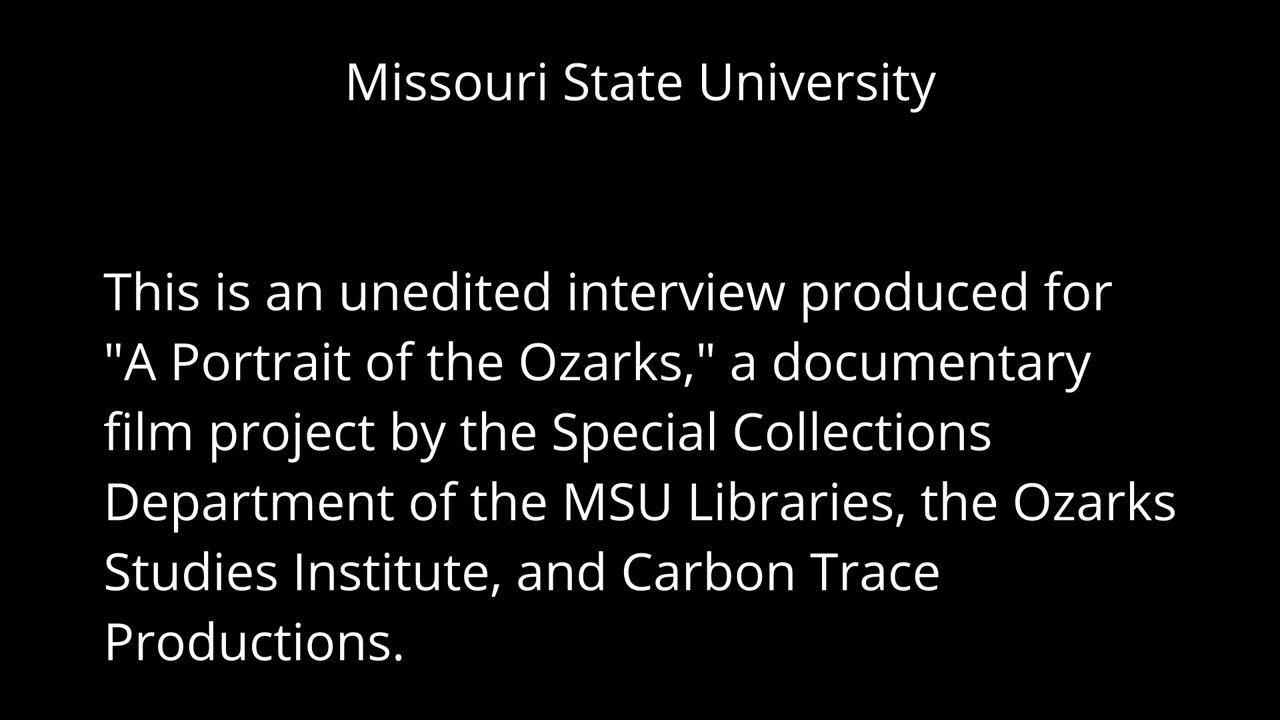 Missouri State University
This is an unedited interview produced for
"A Portrait of the Ozarks," a documentary
film project by the Special Collections
Department of the MSU Libraries, the Ozarks
Studies Institute, and Carbon Trace
Productions.